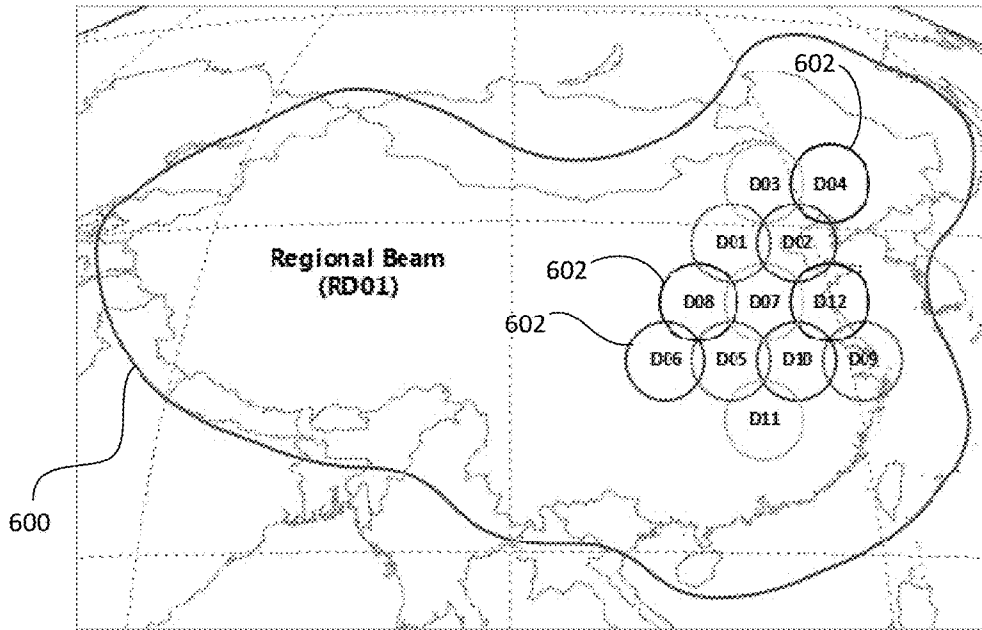 602
D03
D04
D01
D02
Regional Beam
(RD01)
602
D08
D07
D12
602
D06
D05
D10
D09
D11
600